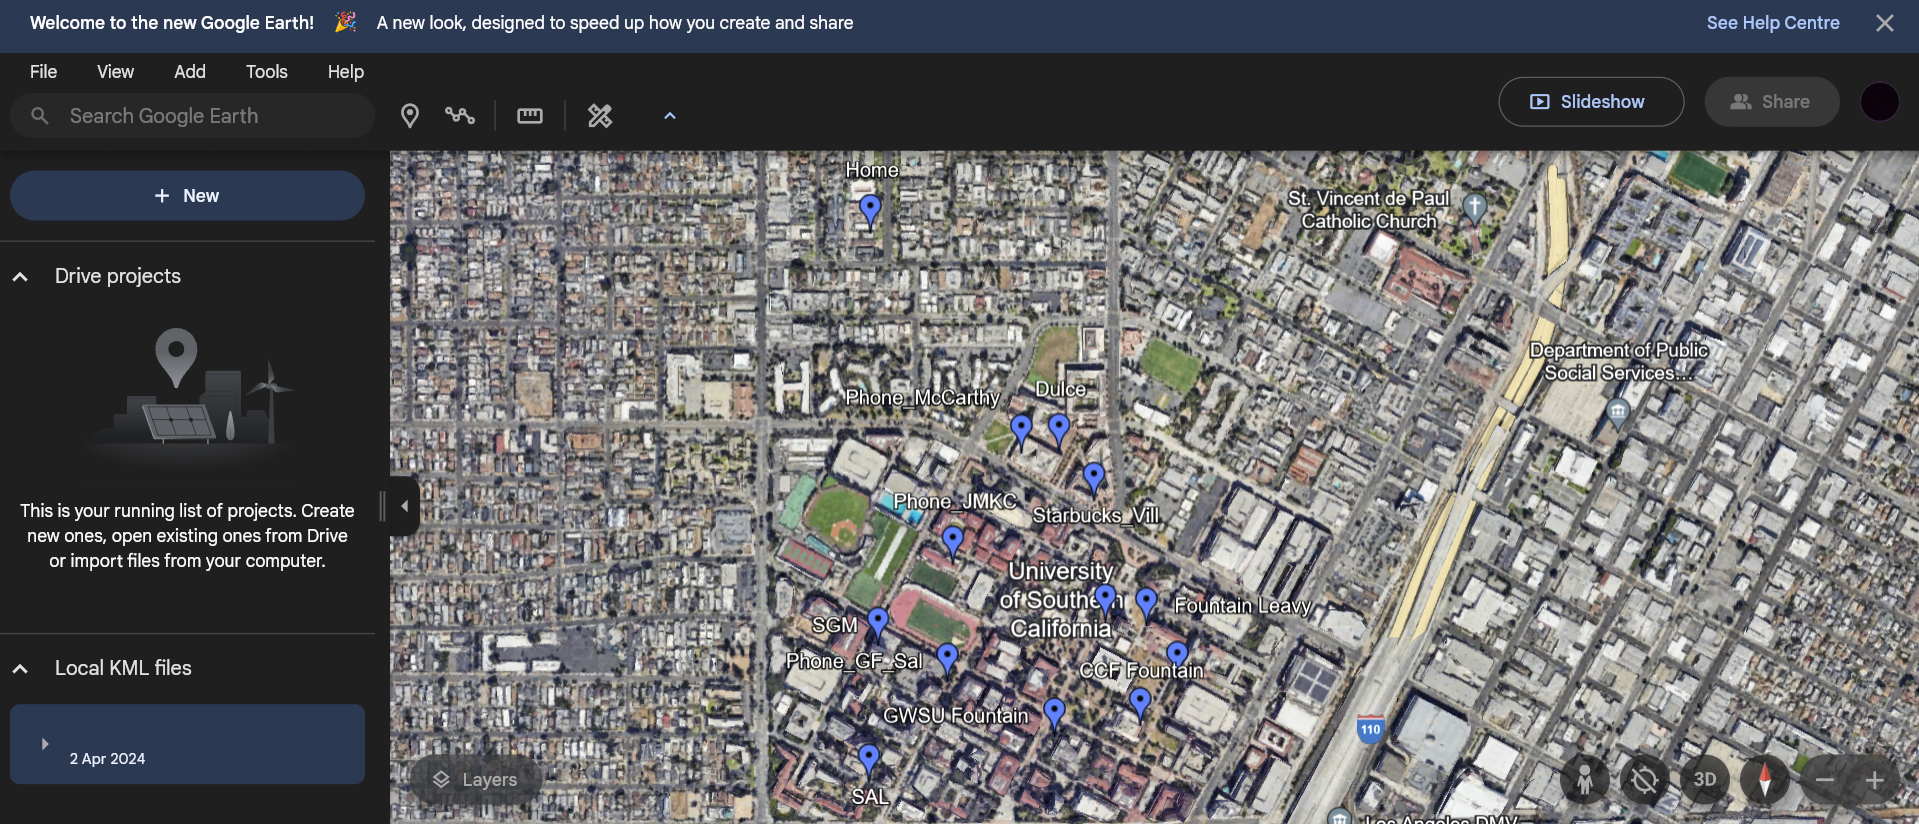 Welcome to the new Google Earth! 🎉 A new look, designed to speed up how you create and share
See Help Centre
File View Add Tools Help
Search Google Earth
Slideshow
Share
New
Drive projects
This is your running list of projects. Create
new ones, open existing ones from Drive
or import files from your computer.
Local KML files
2 Apr 2024
Home
St. Vincent de Paul
Catholic Church
Department of Public
Social Services...
Phone_McCarthy
Dulce
Phone_JMKC
Starbucks_Vill
University
of Southern
California
Fountain Leavy
SGM
Phone_GF_Sal
CCF Fountain
GWSU Fountain
SAL
110
Layers
3D
Los Angeles DMV